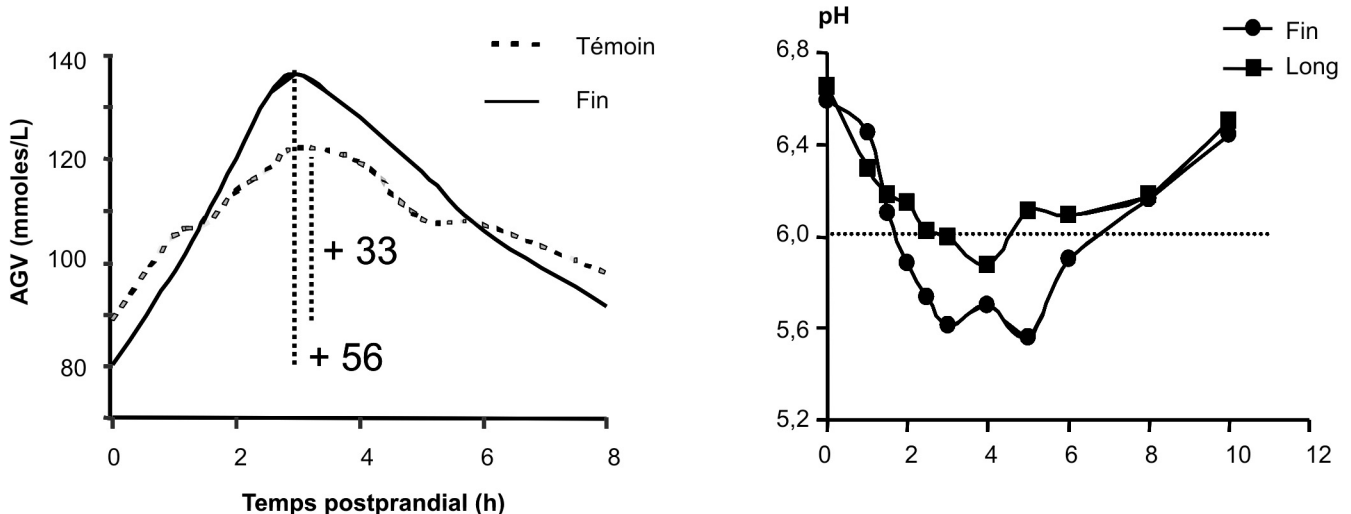 AGV (mmoles/L)
140
120
100
80
Témoin
Fin
+ 33
+ 56
0 2 4 6 8
Temps postprandial (h)
pH
6,8
6,4
6,0
5,6
5,2
Fin
Long
0 2 4 6 8 10 12